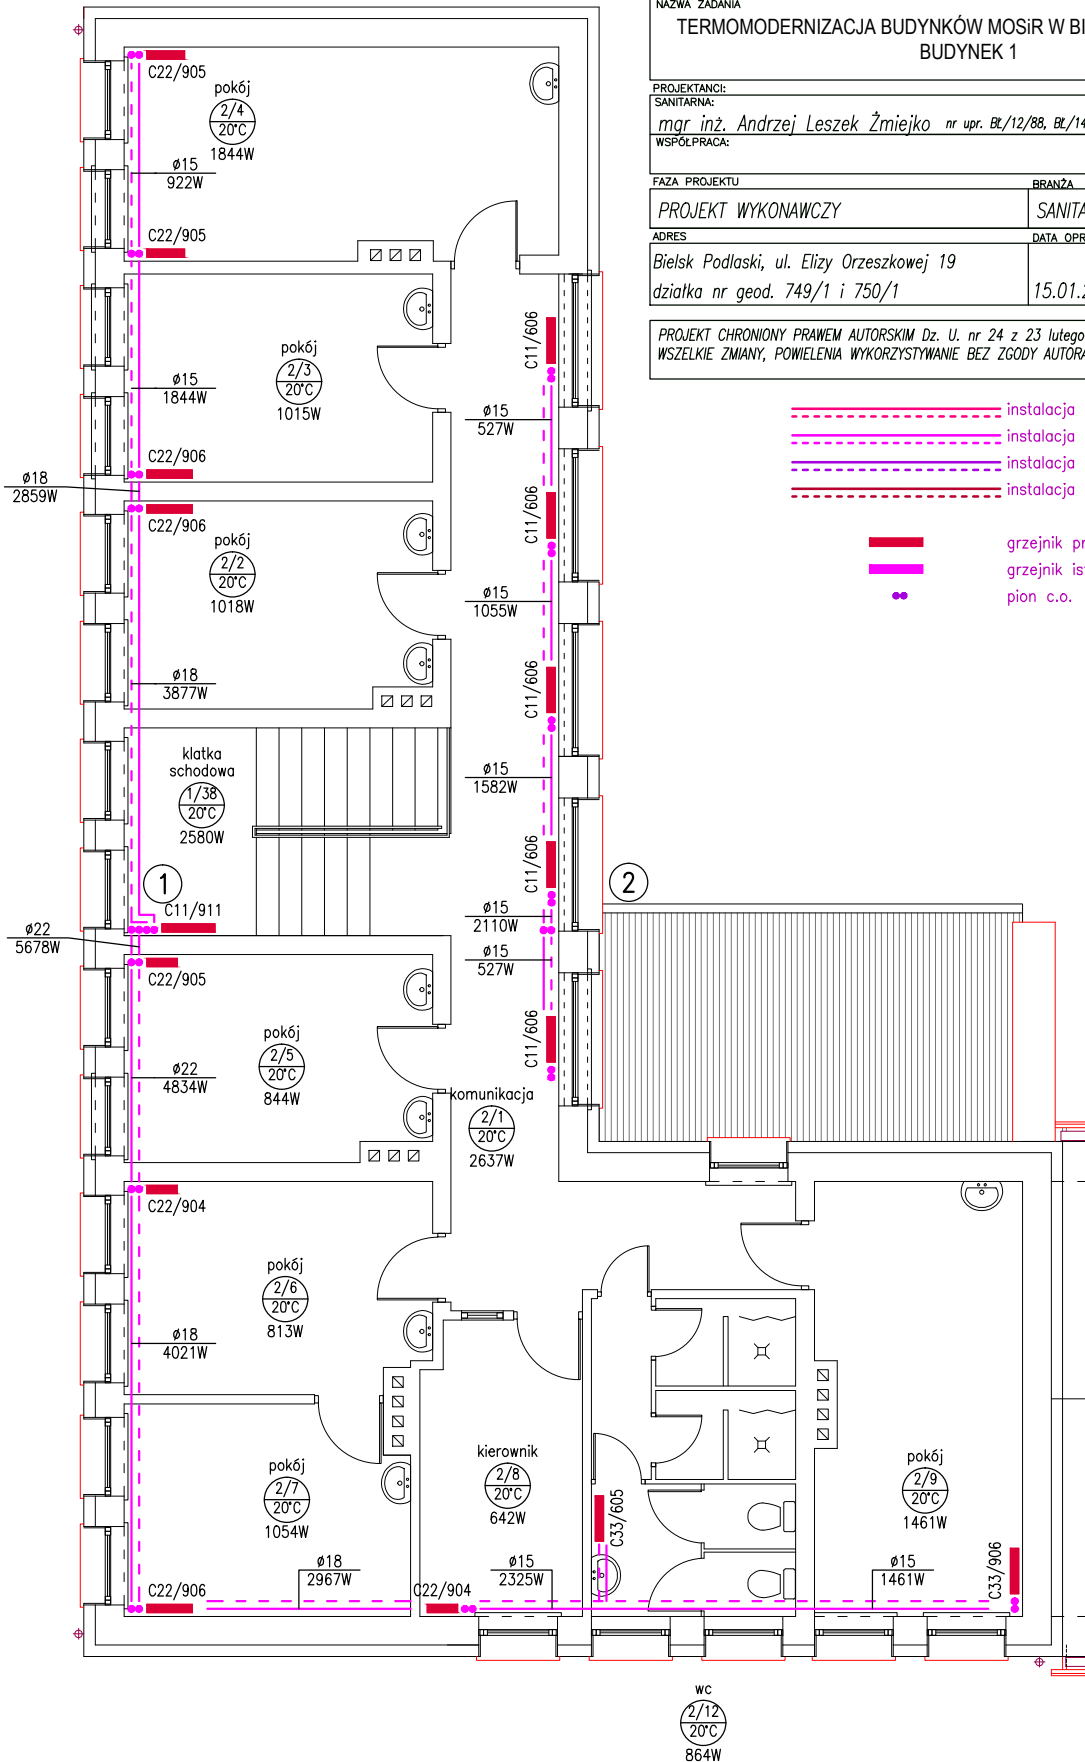 NAZWA ZADANIA
TERMOMODERNIZACJA BUDYNKÓW MOSiR W BI
BUDYNEK 1
PROJEKTANCI:
SANITARNA:
mgr inż. Andrzej Leszek Żmiejko nr upr. BŁ/12/88, BŁ/14
WSPÓŁPRACA:
FAZA PROJEKTU
BRANŻA
PROJEKT WYKONAWCZY
SANITA
ADRES
DATA OPR
Bielsk Podlaski, ul. Elizy Orzeszkowej 19
działka nr geod. 749/1 i 750/1
15.01.2
PROJEKT CHRONIONY PRAWEM AUTORSKIM Dz. U. nr 24 z 23 lutego
WSZELKIE ZMIANY, POWIELENIA WYKORZYSTYWANIE BEZ ZGODY AUTORA
instalacja
instalacja
instalacja
instalacja
grzejnik pr
grzejnik is
pion c.o.
C22/905
pokój
2/4
20°C
1844W
ø15
922W
C22/905
pokój
2/3
20°C
1015W
ø15
1844W
C22/906
ø18
2859W
C22/906
pokój
2/2
20°C
1018W
ø18
3877W
klatka
schodowa
1/38
20°C
2580W
1
C11/911
ø22
5678W
C22/905
pokój
2/5
20°C
844W
ø22
4834W
C22/904
pokój
2/6
20°C
813W
ø18
4021W
pokój
2/7
20°C
1054W
C22/906
ø18
2967W
C11/606
ø15
527W
C11/606
ø15
1055W
C11/606
ø15
1582W
C11/606
2
ø15
2110W
ø15
527W
C11/606
komunikacja
2/1
20°C
2637W
kierownik
2/8
20°C
642W
C22/904
ø15
2325W
C33/605
pokój
2/9
20°C
1461W
ø15
1461W
C33/906
wc
2/12
20°C
864W